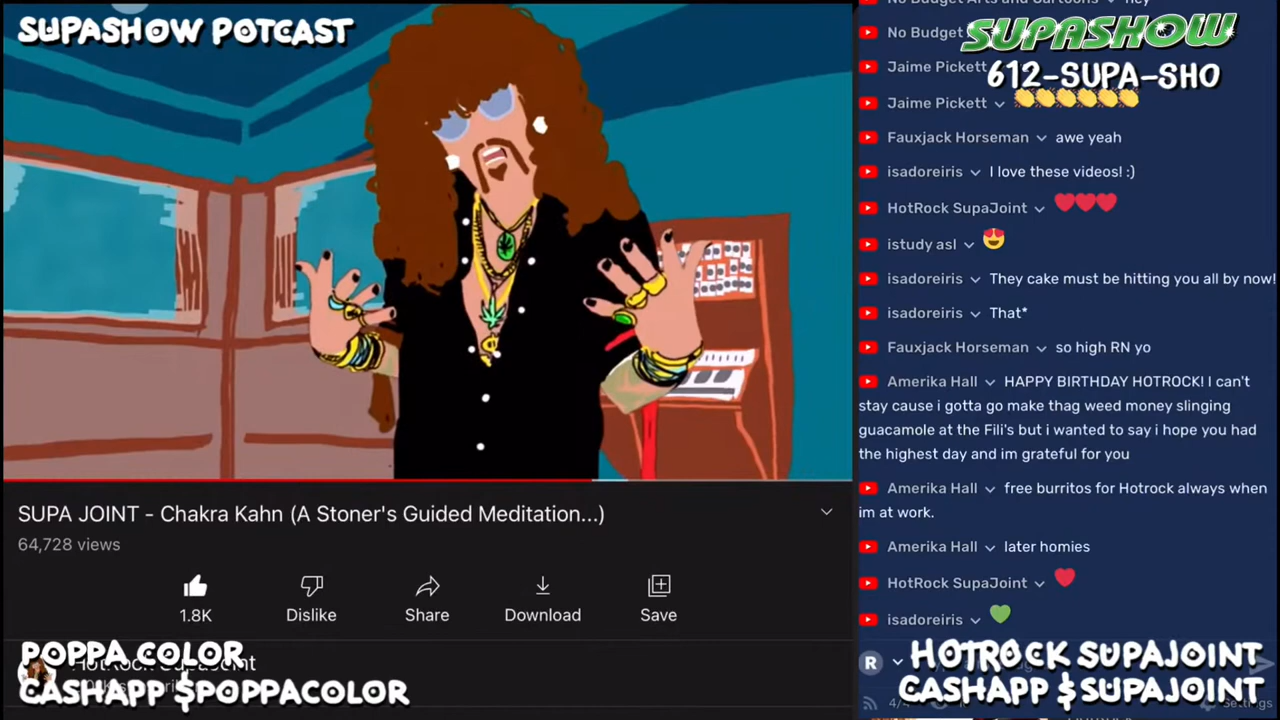 SUPASHOW POTCAST
SUPA JOINT - Chakra Kahn (A Stoner's Guided Meditation...)
64,728 views
1.8K
Dislike
Share
Download
Save
POPPA COLOR
CASHAPP $POPPACOLOR
hey
No Budget
SUPASHOW
Jaime Pickett
612-SUPA-SHO
Jaime Pickett 👏👏👏👏👏👏
Fauxjack Horseman awe yeah
isadoreiris I love these videos! :)
HotRock SupaJoint ❤️❤️❤️
istudy asl 😍
isadoreiris They cake must be hitting you all by now!
isadoreiris That*
Fauxjack Horseman so high RN yo
Amerika Hall HAPPY BIRTHDAY HOTROCK! I can't
stay cause i gotta go make thag weed money slinging
guacamole at the Fili's but i wanted to say i hope you had
the highest day and im grateful for you
Amerika Hall free burritos for Hotrock always when
im at work.
Amerika Hall later homies
HotRock SupaJoint ❤️
isadoreiris 💚
R
HOTROCK SUPAJOINT
CASHAPP $SUPAJOINT
Settings